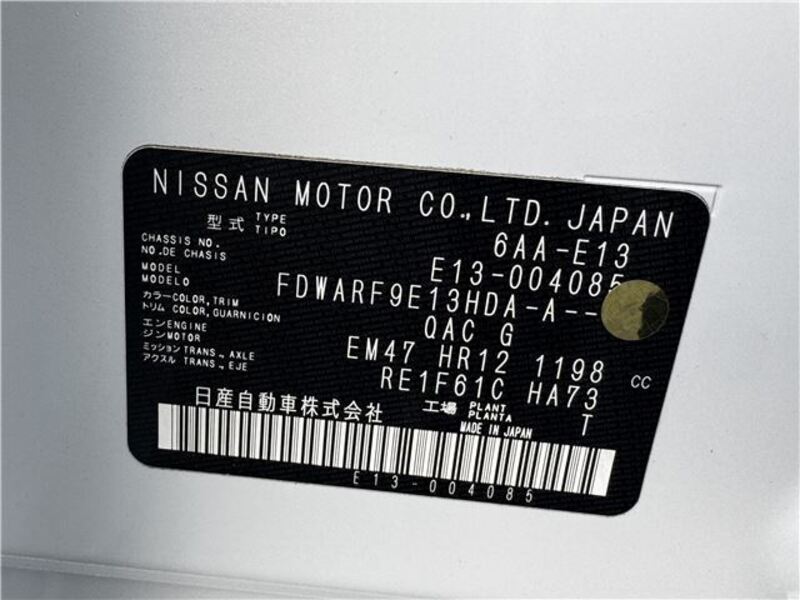 NISSAN MOTOR CO.,LTD. JAPAN
型式 TYPE TIPO 6AA-E13
CHASSIS NO. NO.DE CHASIS E13-004085
MODEL MODELO FDWARF9E13HDA-A--
カラー COLOR, TRIM トリム COLOR, GUARNICION QAC G
エンジン ENGINE MOTOR EM47 HR12 1198 CC
ミッション TRANS., AXLE アクスル TRANS., EJE RE1F61C HA73
日産自動車株式会社 工場 PLANT PLANTA T
MADE IN JAPAN
E13-004085